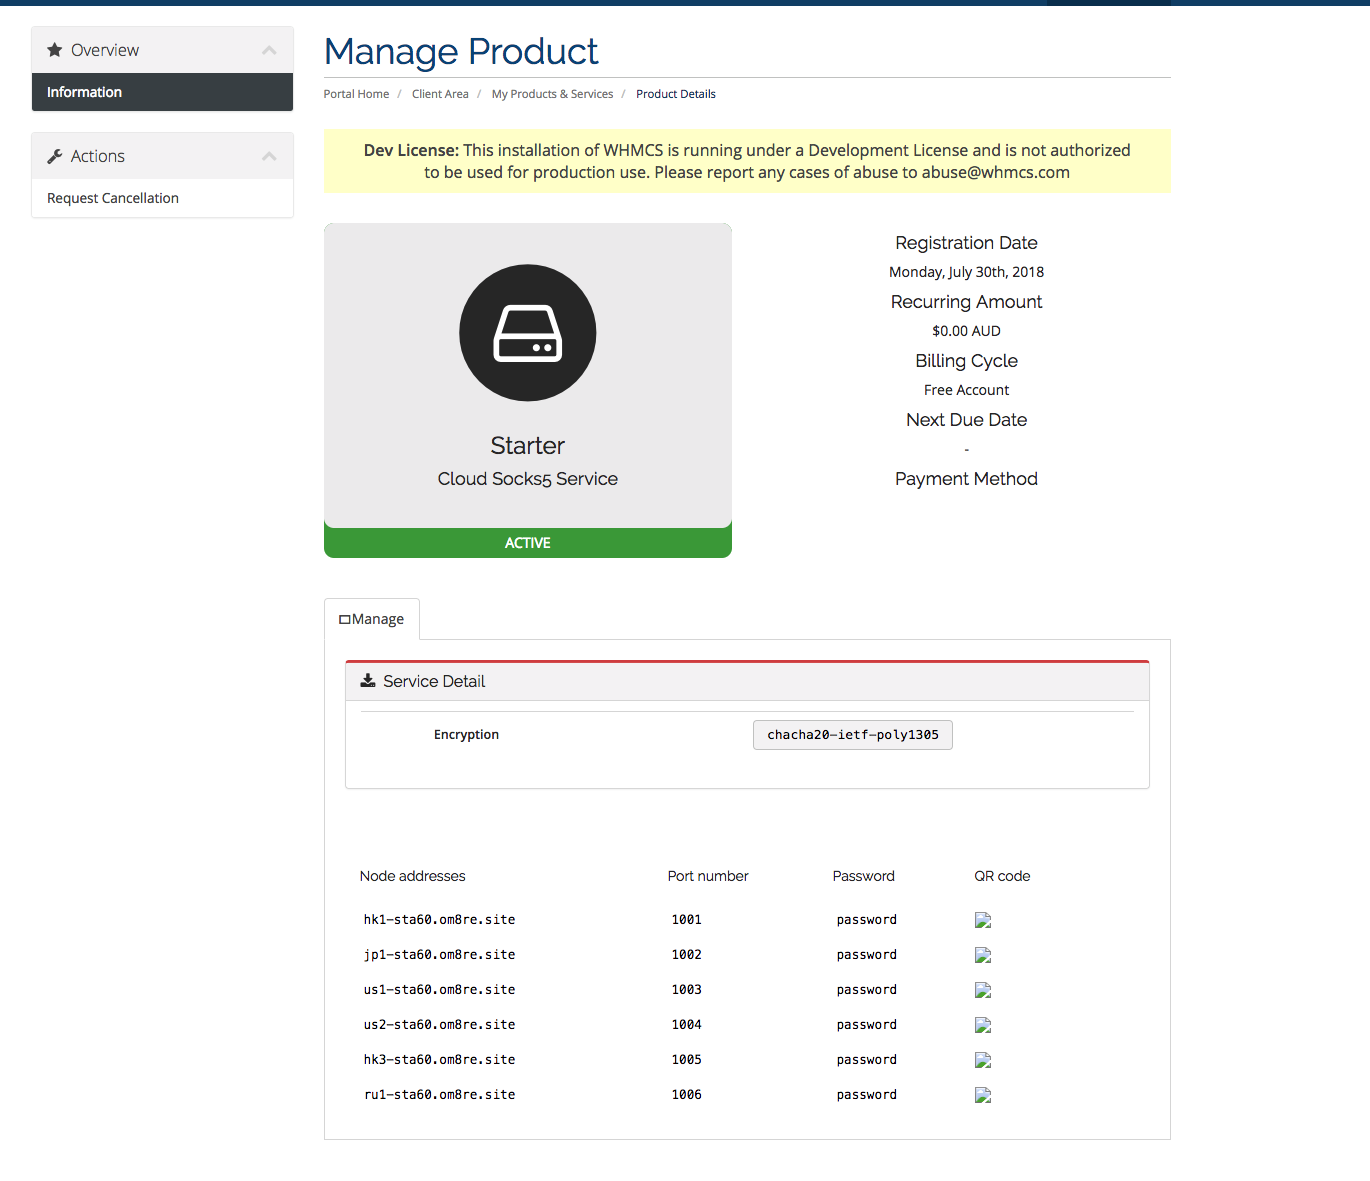 Overview
Information
Actions
Request Cancellation
Manage Product
Portal Home / Client Area / My Products & Services / Product Details
Dev License: This installation of WHMCS is running under a Development License and is not authorized
to be used for production use. Please report any cases of abuse to abuse@whmcs.com
Starter
Cloud Socks5 Service
ACTIVE
Registration Date
Monday, July 30th, 2018
Recurring Amount
$0.00 AUD
Billing Cycle
Free Account
Next Due Date
-
Payment Method
Manage
Service Detail
Encryption chacha20-ietf-poly1305
Node addresses Port number Password QR code
hk1-sta60.om8re.site 1001 password
jp1-sta60.om8re.site 1002 password
us1-sta60.om8re.site 1003 password
us2-sta60.om8re.site 1004 password
hk3-sta60.om8re.site 1005 password
ru1-sta60.om8re.site 1006 password